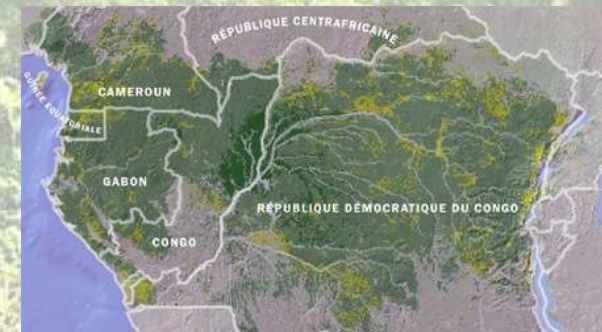 RÉPUBLIQUE CENTRAFRICAINE
CAMEROUN
GUINÉE ÉQUATORIALE
GABON
CONGO
RÉPUBLIQUE DÉMOCRATIQUE DU CONGO